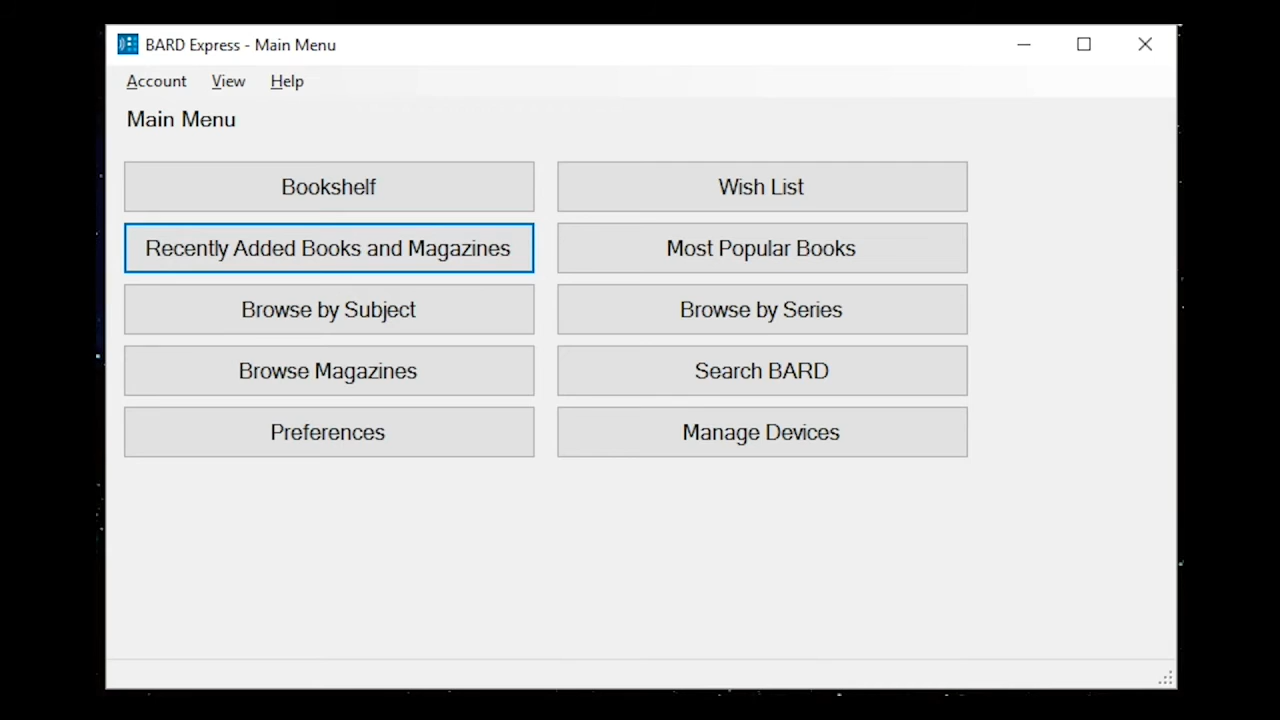 BARD Express - Main Menu
Account View Help
Main Menu
Bookshelf
Wish List
Recently Added Books and Magazines
Most Popular Books
Browse by Subject
Browse by Series
Browse Magazines
Search BARD
Preferences
Manage Devices